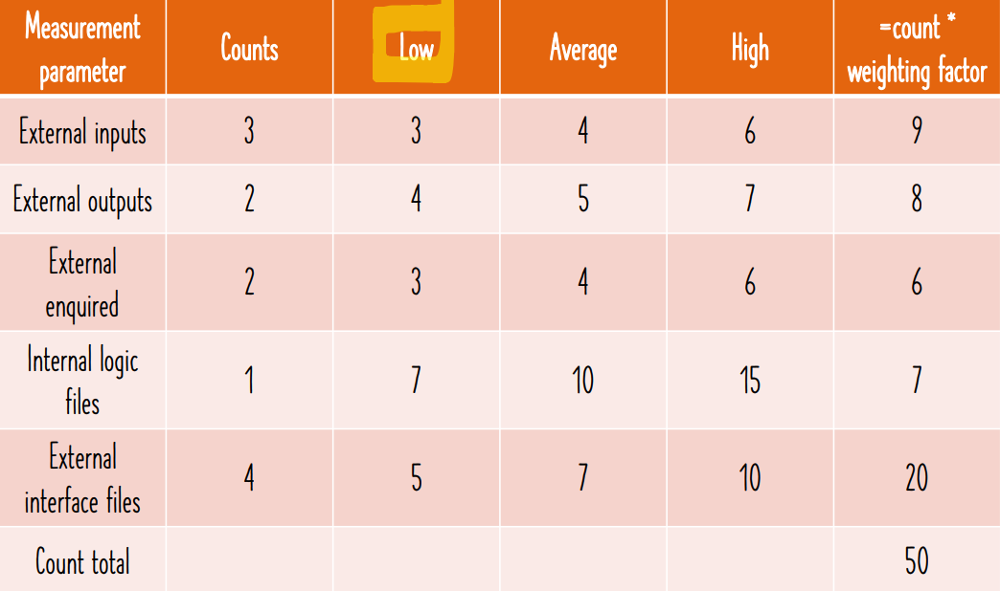 Measurement
parameter
Counts
Low
Average
High
=count *
weighting factor
External inputs
3
3
4
6
9
External outputs
2
4
5
7
8
External
enquired
2
3
4
6
6
Internal logic
files
1
7
10
15
7
External
interface files
4
5
7
10
20
Count total
50